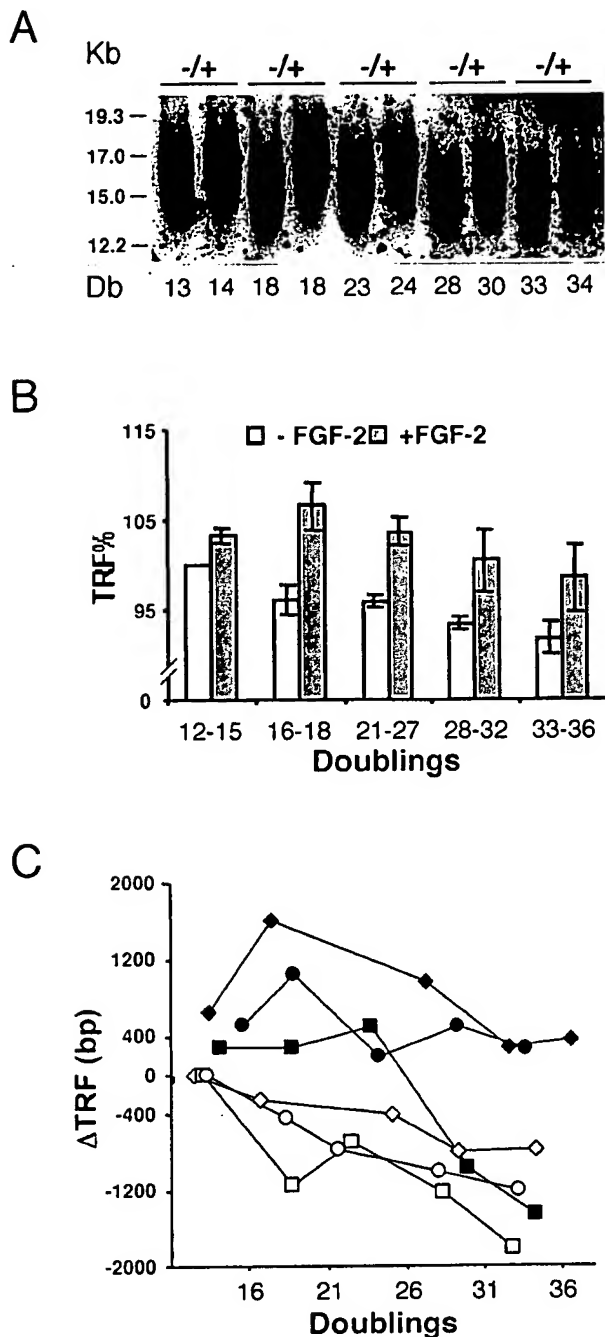 A
Kb
-/+ -/+ -/+ -/+ -/+
19.3
17.0
15.0
12.2
Db 13 14 18 18 23 24 28 30 33 34
B
- FGF-2 +FGF-2
115
105
95
0
TRF%
12-15 16-18 21-27 28-32 33-36
Doublings
C
2000
1200
400
0
-400
-1200
-2000
ΔTRF (bp)
16 21 26 31 36
Doublings